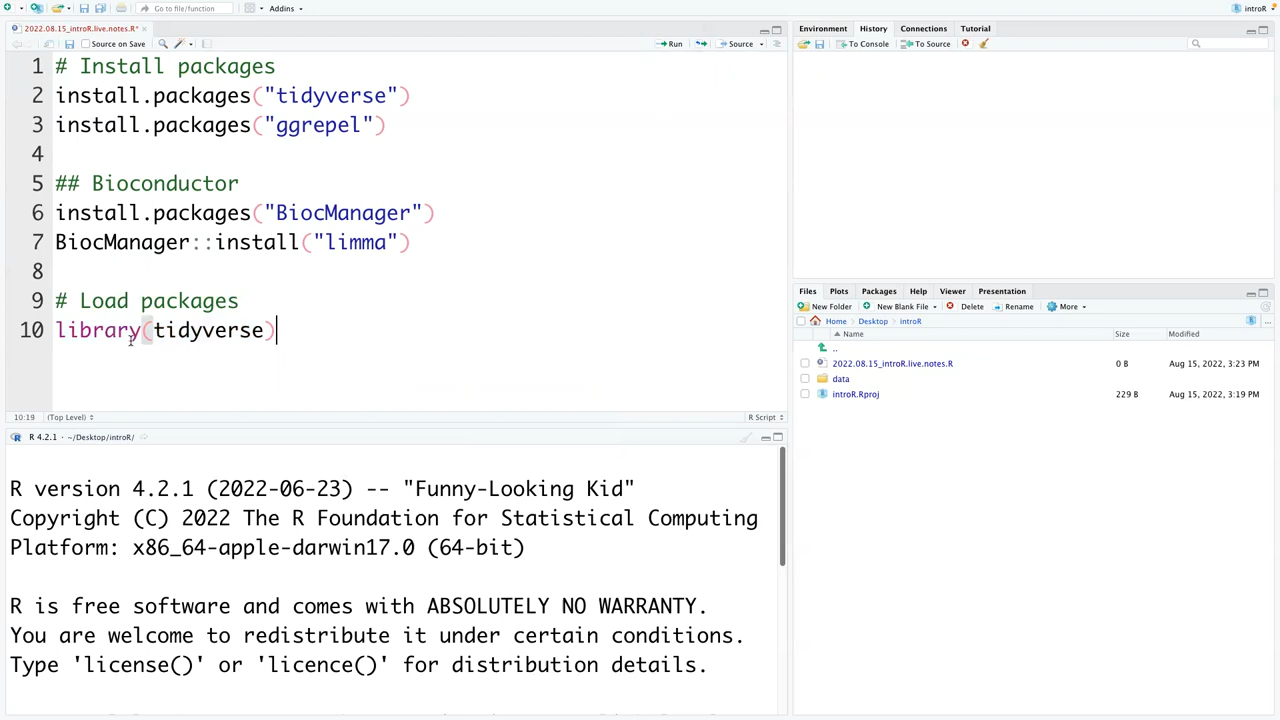 Go to file/function
Addins
introR
2022.08.15_introR.live.notes.R*
Source on Save
Run
Source
1 # Install packages
2 install.packages("tidyverse")
3 install.packages("ggrepel")
4
5 ## Bioconductor
6 install.packages("BiocManager")
7 BiocManager::install("limma")
8
9 # Load packages
10 library(tidyverse)
10:19 (Top Level) R Script
R 4.2.1 · ~/Desktop/introR/
R version 4.2.1 (2022-06-23) -- "Funny-Looking Kid"
Copyright (C) 2022 The R Foundation for Statistical Computing
Platform: x86_64-apple-darwin17.0 (64-bit)
R is free software and comes with ABSOLUTELY NO WARRANTY.
You are welcome to redistribute it under certain conditions.
Type 'license()' or 'licence()' for distribution details.
Environment History Connections Tutorial
To Console To Source
Files Plots Packages Help Viewer Presentation
New Folder New Blank File Delete Rename More
Home Desktop introR
Name Size Modified
..
2022.08.15_introR.live.notes.R 0 B Aug 15, 2022, 3:23 PM
data
introR.Rproj 229 B Aug 15, 2022, 3:19 PM